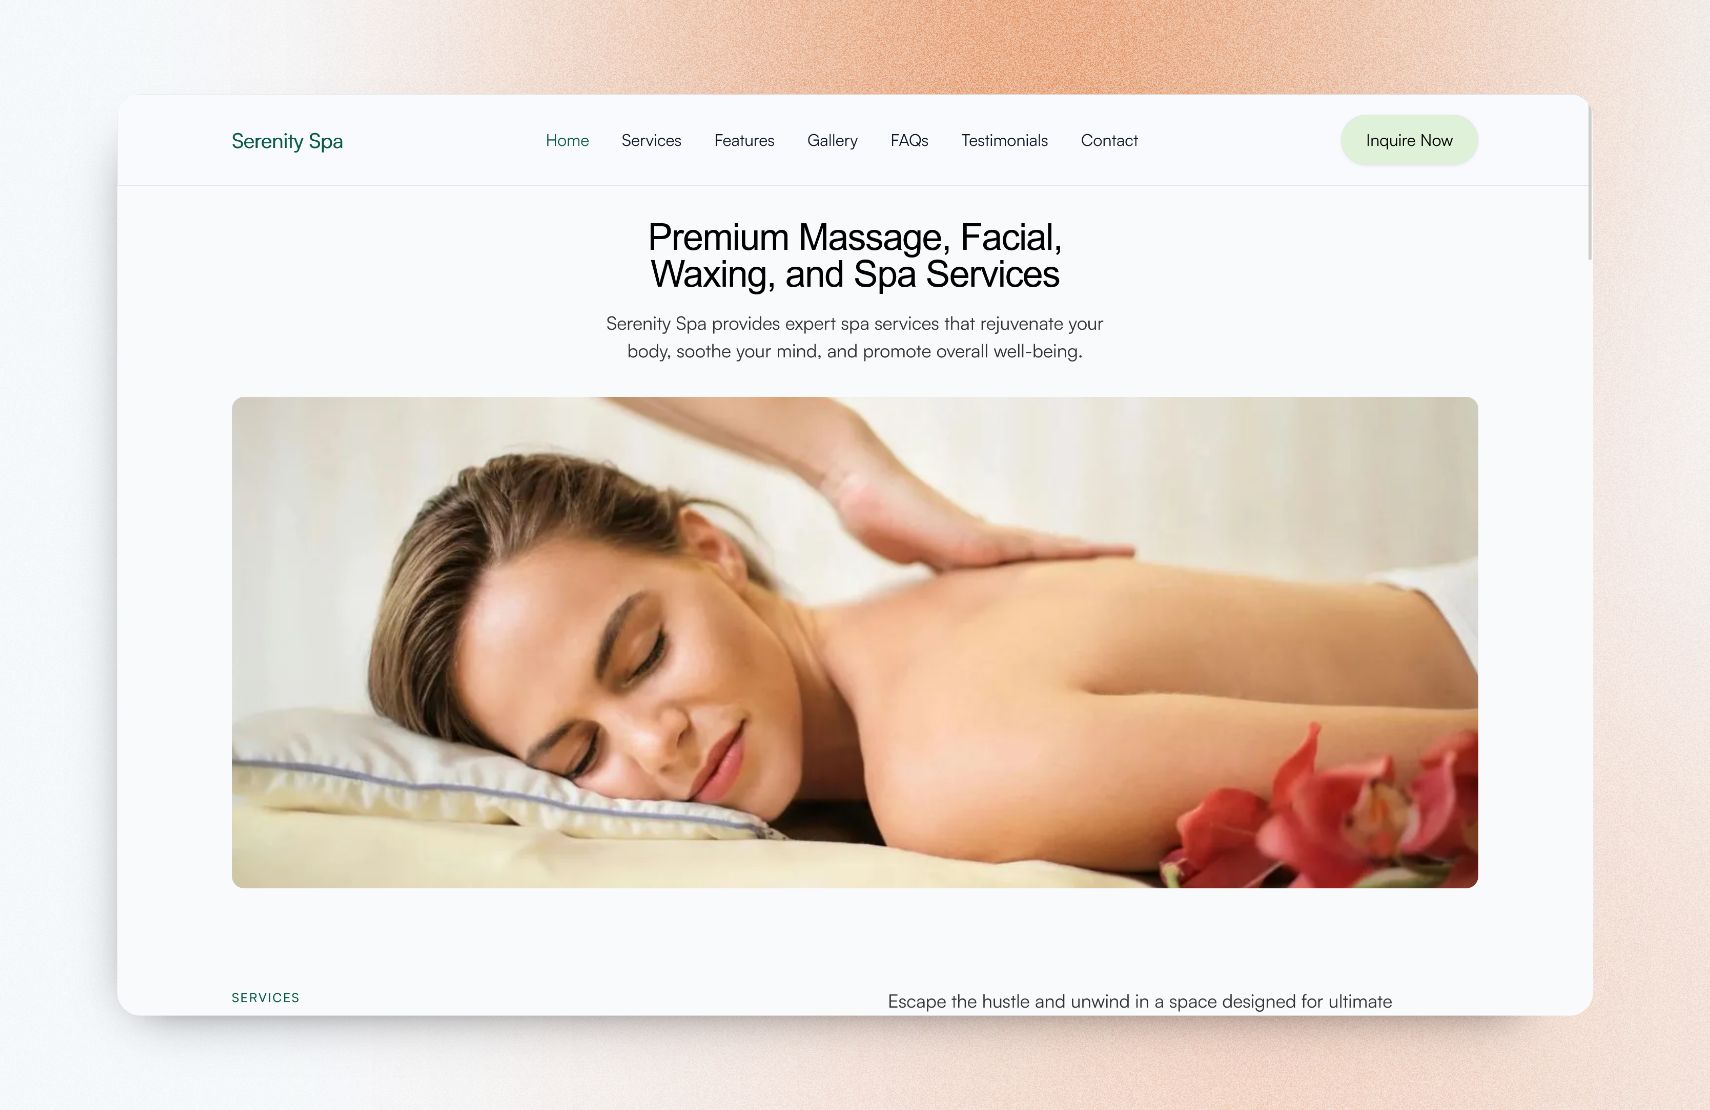 Serenity Spa
Home Services Features Gallery FAQs Testimonials Contact
Inquire Now
Premium Massage, Facial,
Waxing, and Spa Services
Serenity Spa provides expert spa services that rejuvenate your
body, soothe your mind, and promote overall well-being.
SERVICES
Escape the hustle and unwind in a space designed for ultimate